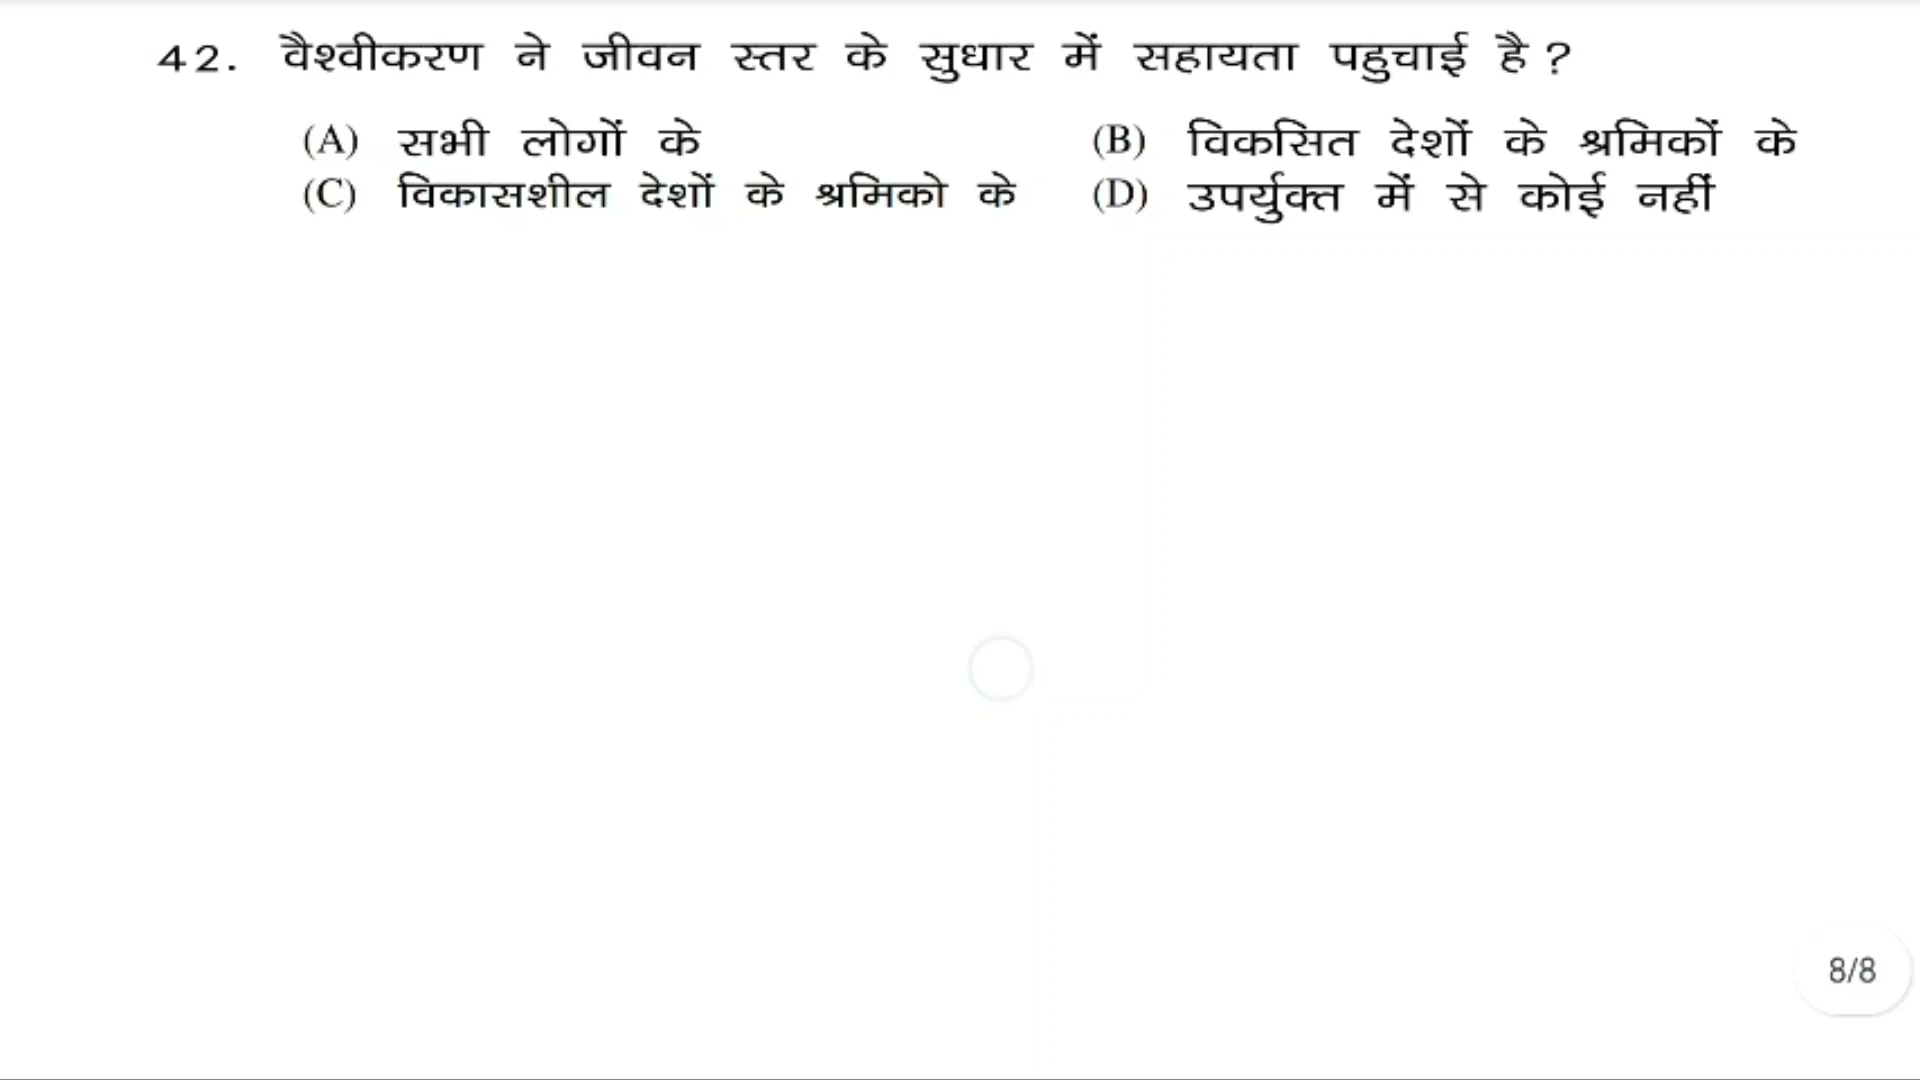 42. वैश्वीकरण ने जीवन स्तर के सुधार में सहायता पहुचाई है ?
(A) सभी लोगों के (B) विकसित देशों के श्रमिकों के
(C) विकासशील देशों के श्रमिको के (D) उपर्युक्त में से कोई नहीं
8/8